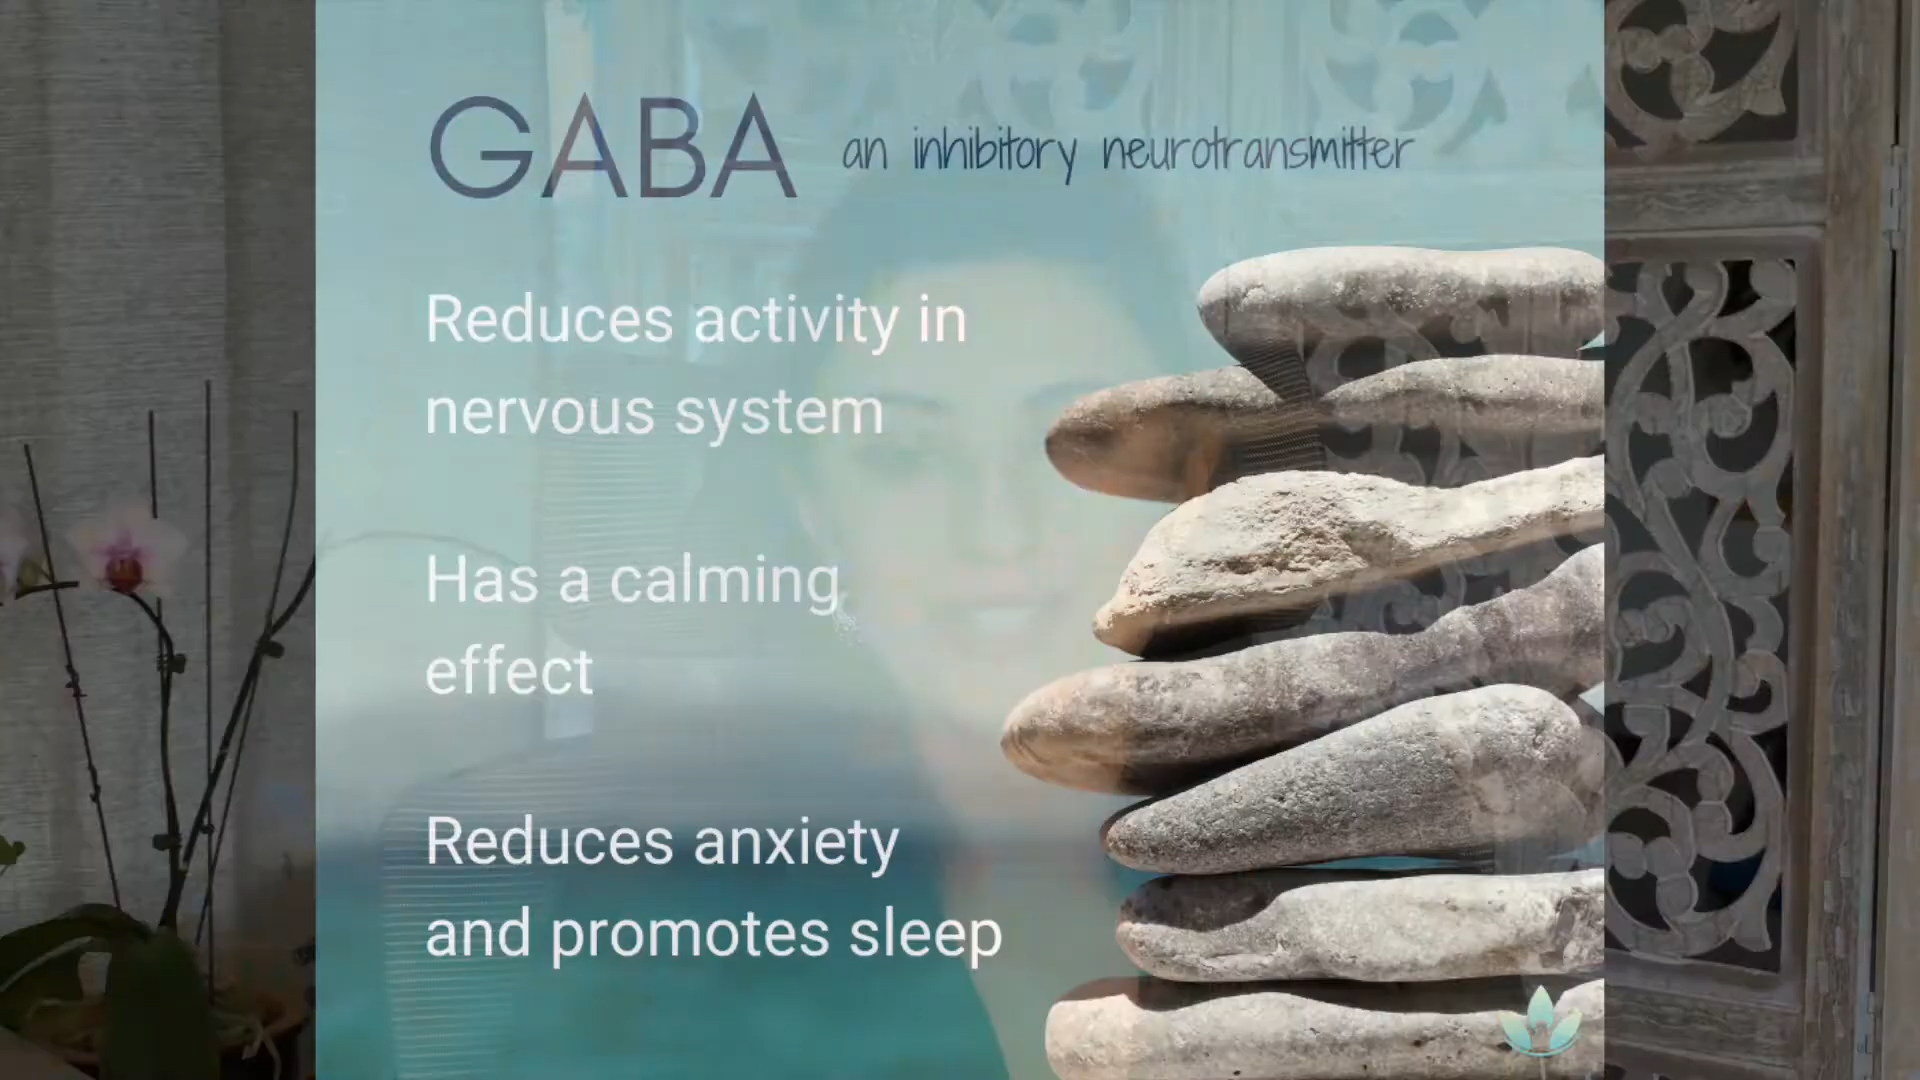 GABA an inhibitory neurotransmitter
Reduces activity in
nervous system
Has a calming
effect
Reduces anxiety
and promotes sleep